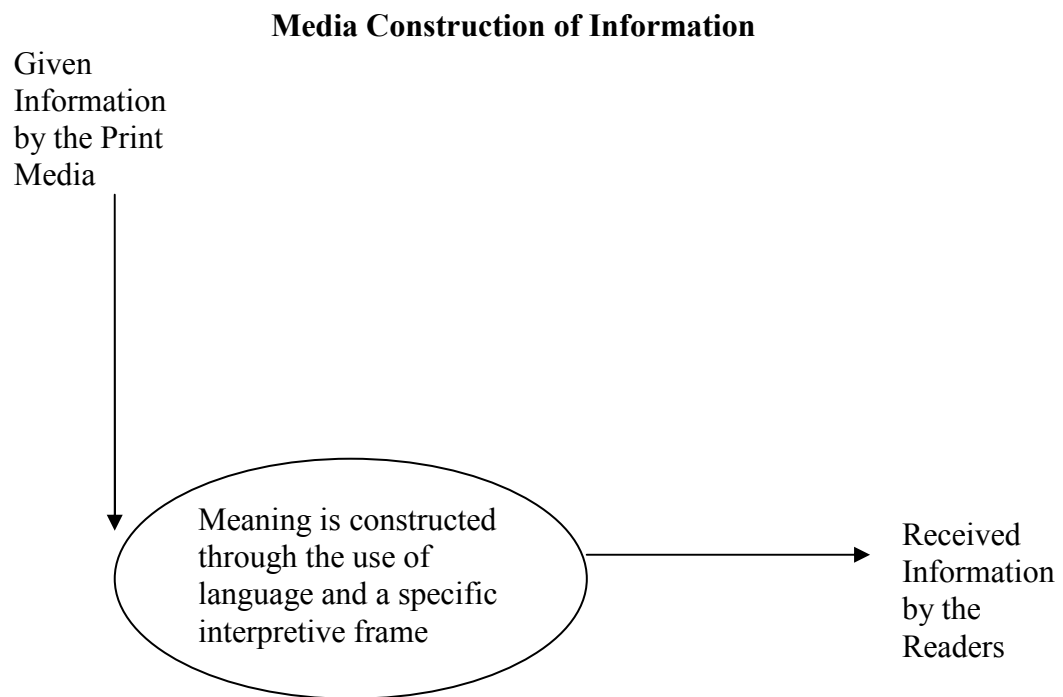 Media Construction of Information
Given
Information
by the Print
Media
Meaning is constructed
through the use of
language and a specific
interpretive frame
Received
Information
by the
Readers